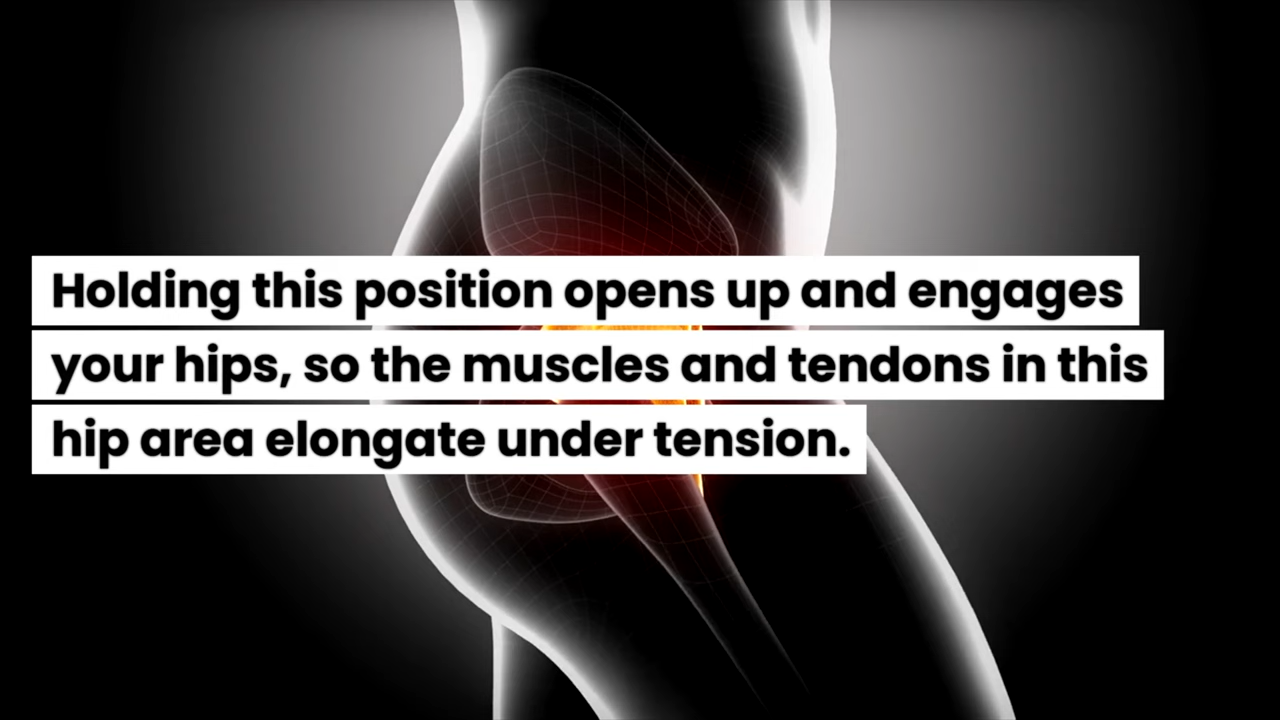 Holding this position opens up and engages
your hips, so the muscles and tendons in this
hip area elongate under tension.